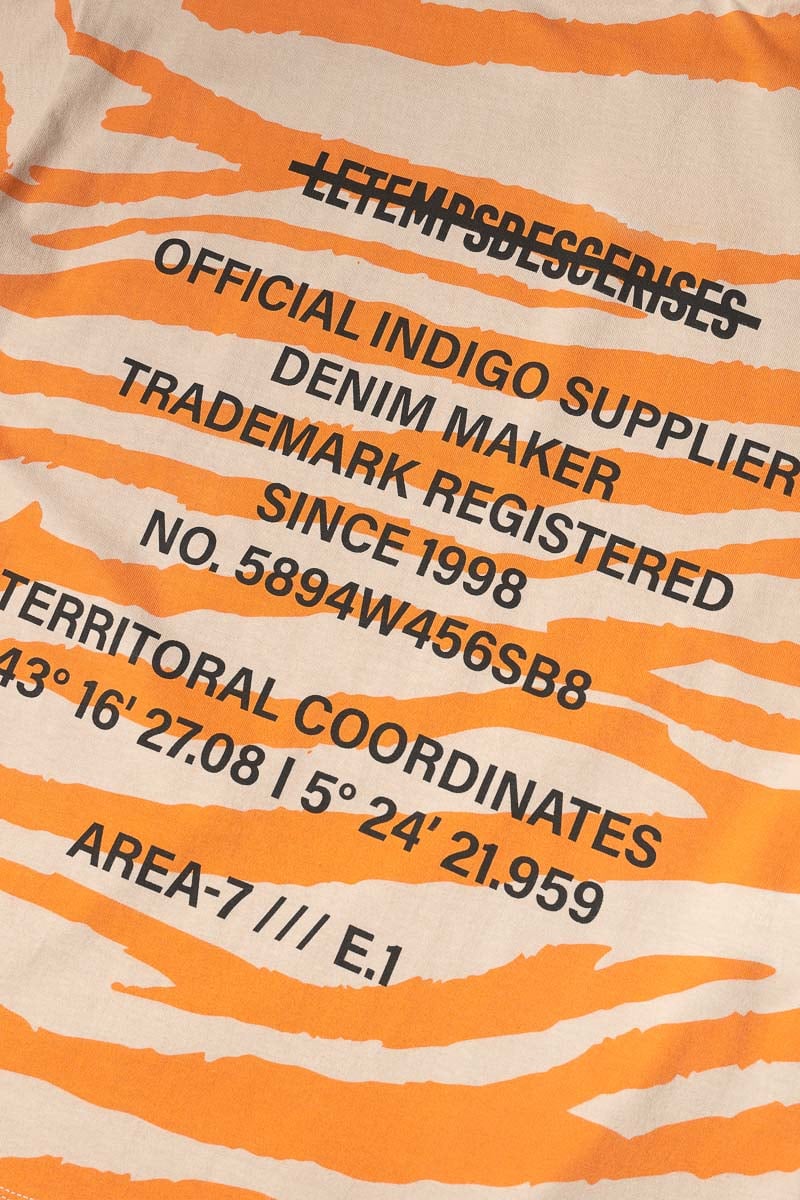 LETEMPSDESCERISES
OFFICIAL INDIGO SUPPLIER
DENIM MAKER
TRADEMARK REGISTERED
SINCE 1998
NO. 5894W456SB8
TERRITORAL COORDINATES
43° 16' 27.08 | 5° 24' 21.959
AREA-7 /// E.1